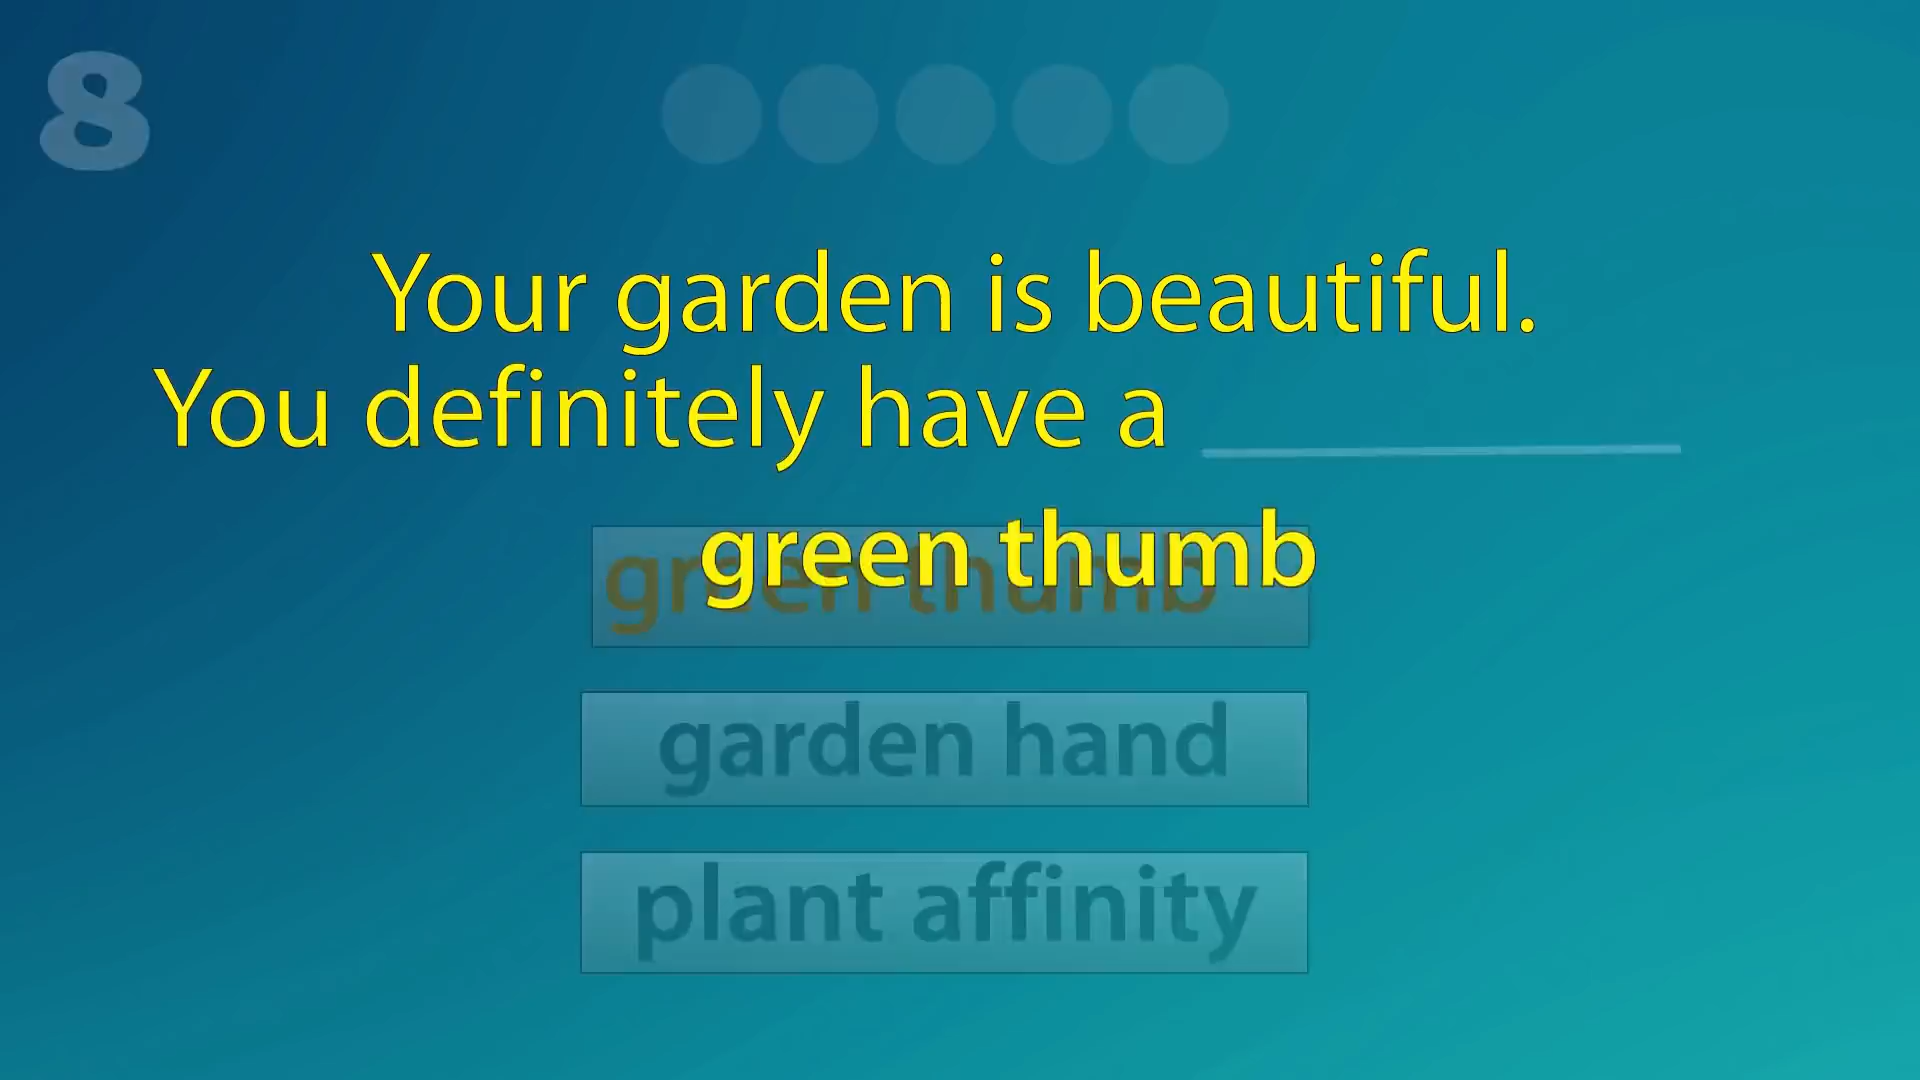 8
Your garden is beautiful.
You definitely have a
green thumb
green thumb
garden hand
plant affinity